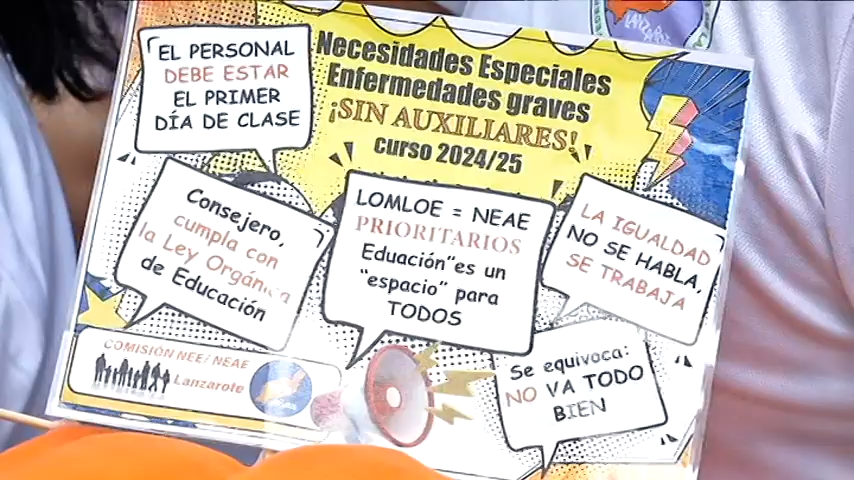 EL PERSONAL
DEBE ESTAR
EL PRIMER
DÍA DE CLASE
Necesidades Especiales
Enfermedades graves
¡SIN AUXILIARES!
curso 2024/25
Consejero,
cumpla con
la Ley Orgánica
de Educación
LOMLOE = NEAE
PRIORITARIOS
Eduación"es un
"espacio" para
TODOS
LA IGUALDAD
NO SE HABLA,
SE TRABAJA
Se equivoca:
NO VA TODO
BIEN
COMISIÓN NEE/ NEAE
Lanzarote